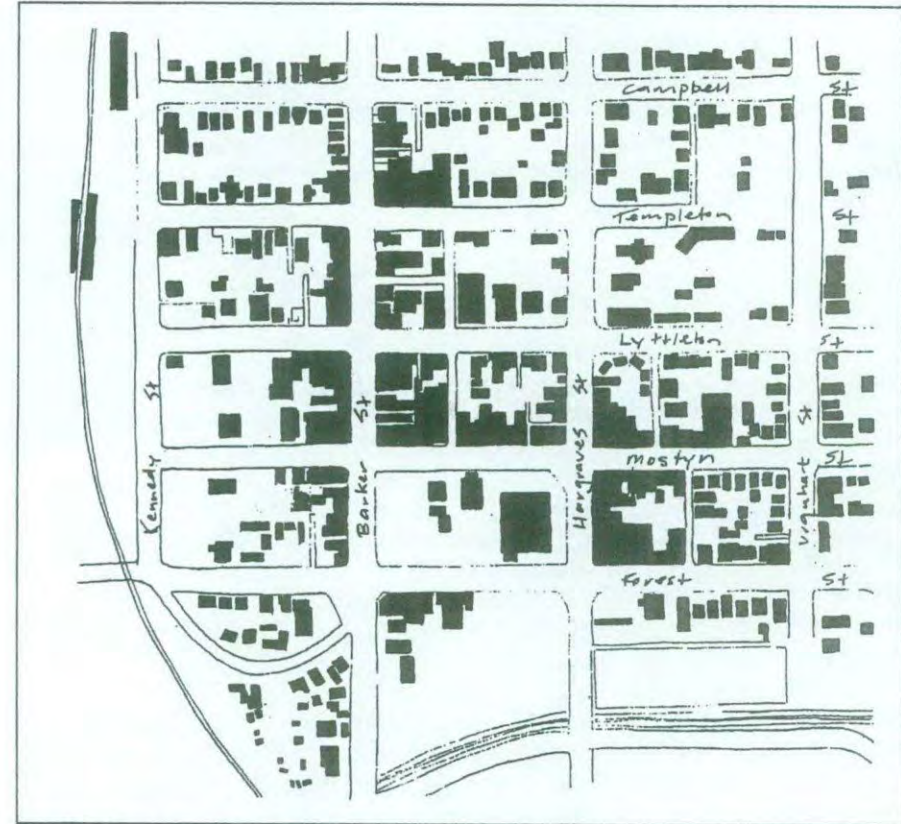 Campbell St
Templeton St
Lyttleton St
Kennedy St
Barker St
Hargraves St
Urquhart St
Mostyn St
Forest St